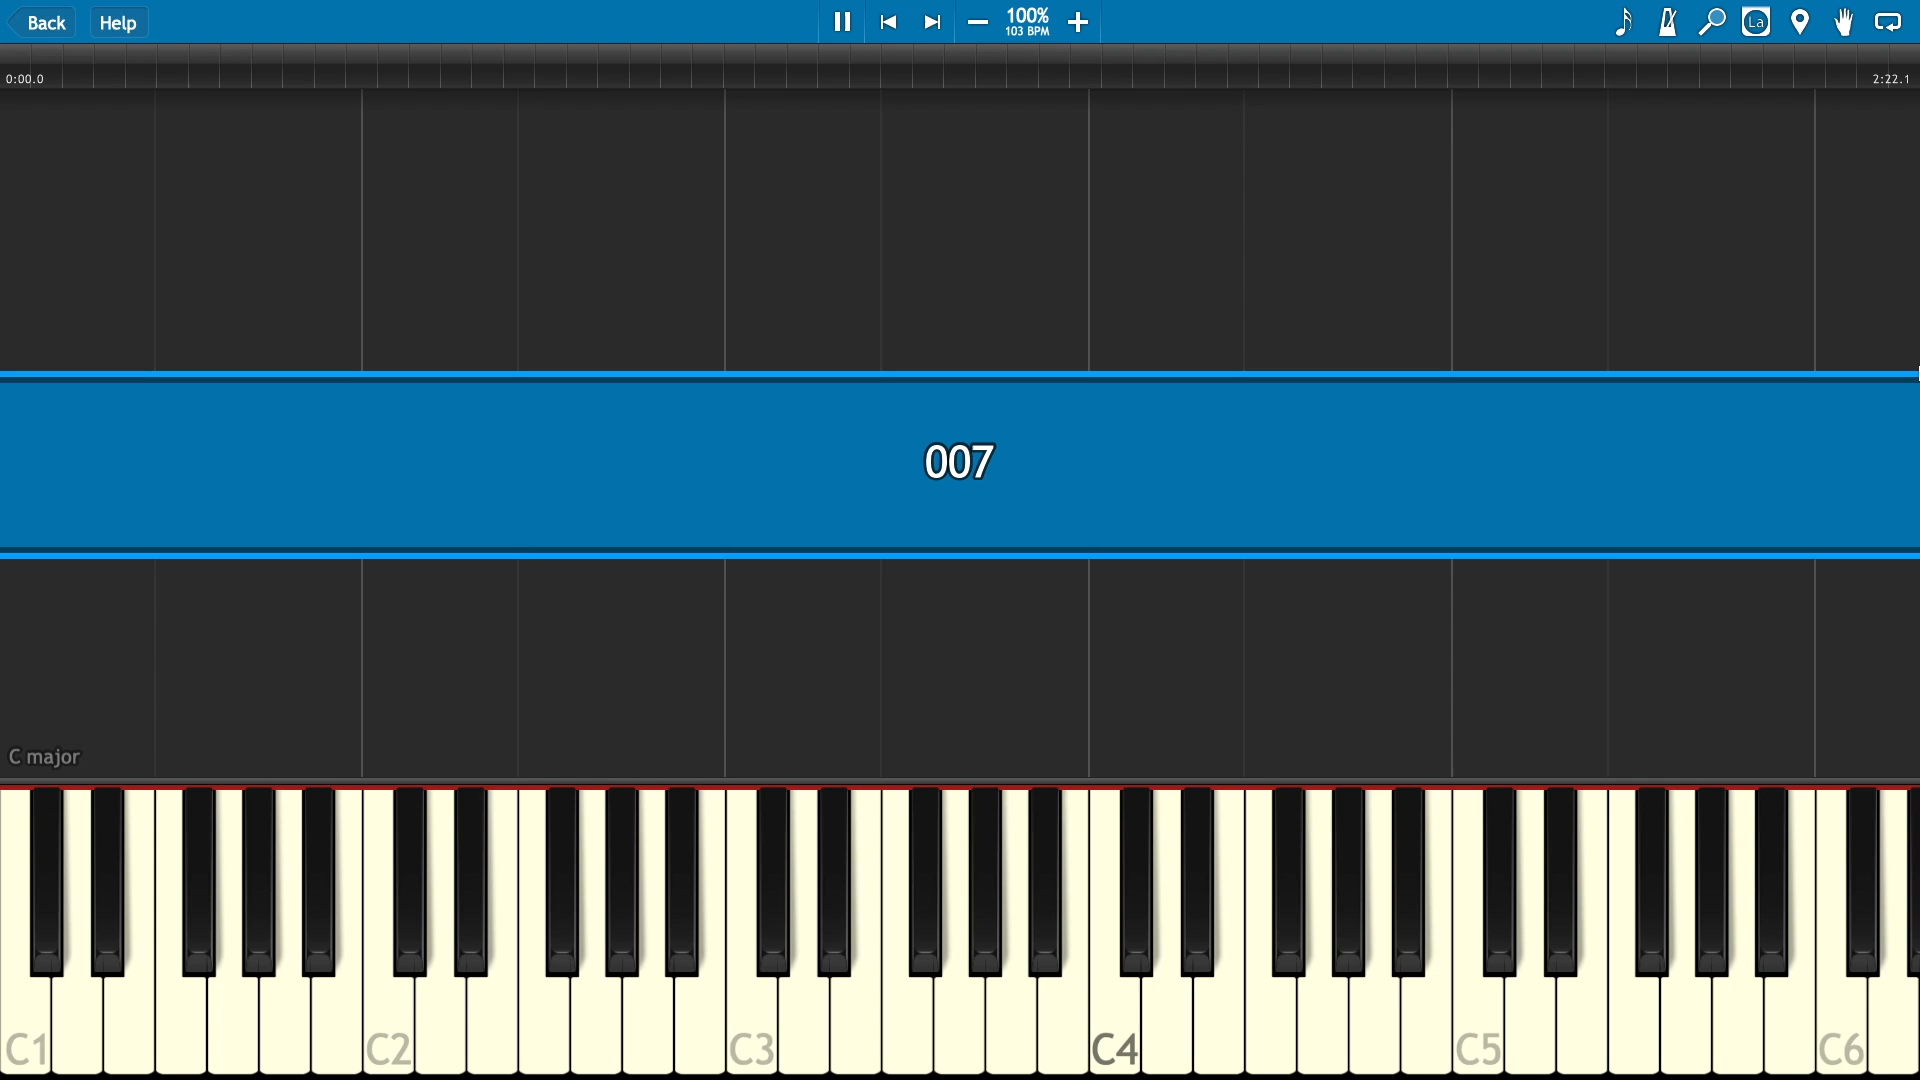 Back
Help
100%
103 BPM
La
0:00.0
2:22.1
007
C major
C1
C2
C3
C4
C5
C6